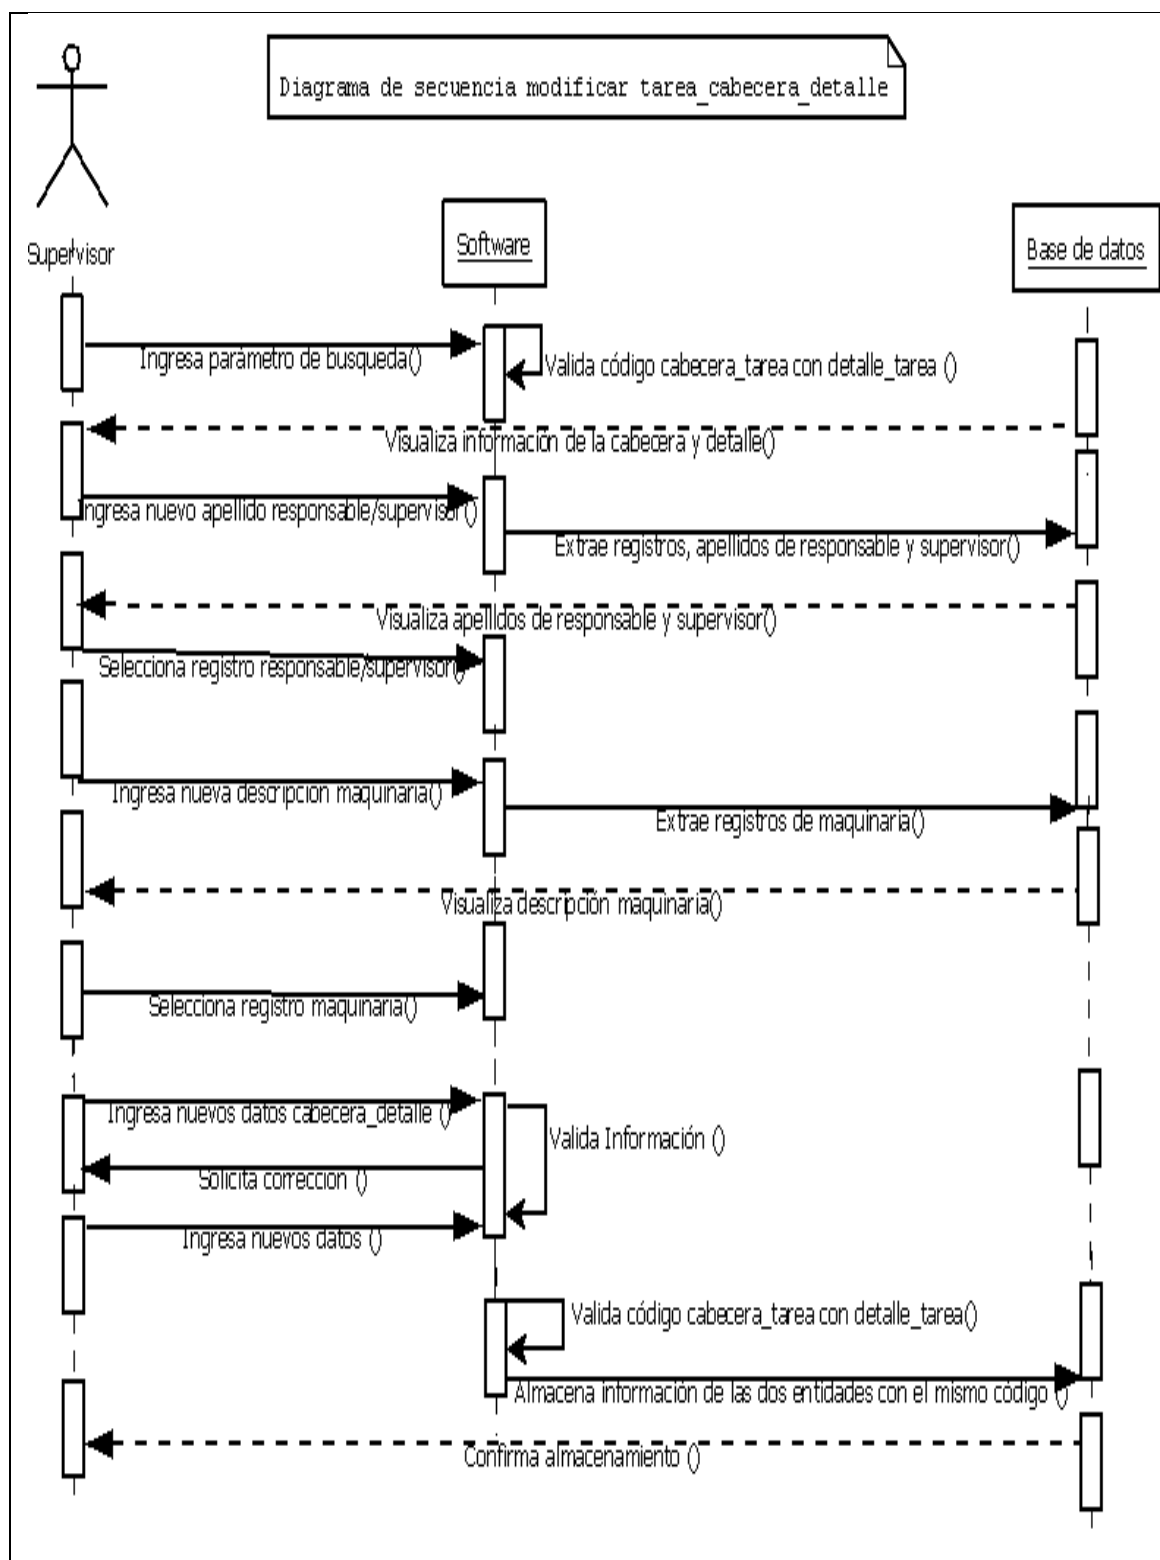 Diagrama de secuencia modificar tarea_cabecera_detalle
Supervisor
Software
Base de datos
Ingresa parámetro de busqueda()
Valida código cabecera_tarea con detalle_tarea ()
Visualiza información de la cabecera y detalle()
Ingresa nuevo apellido responsable/supervisor()
Extrae registros, apellidos de responsable y supervisor()
Visualiza apellidos de responsable y supervisor()
Selecciona registro responsable/supervisor()
Ingresa nueva descripción maquinaria()
Extrae registros de maquinaria()
Visualiza descripción maquinaria()
Selecciona registro maquinaria()
Ingresa nuevos datos cabecera_detalle ()
Valida Información ()
Solicita corrección ()
Ingresa nuevos datos ()
Valida código cabecera_tarea con detalle_tarea()
Almacena información de las dos entidades con el mismo código ()
Confirma almacenamiento ()